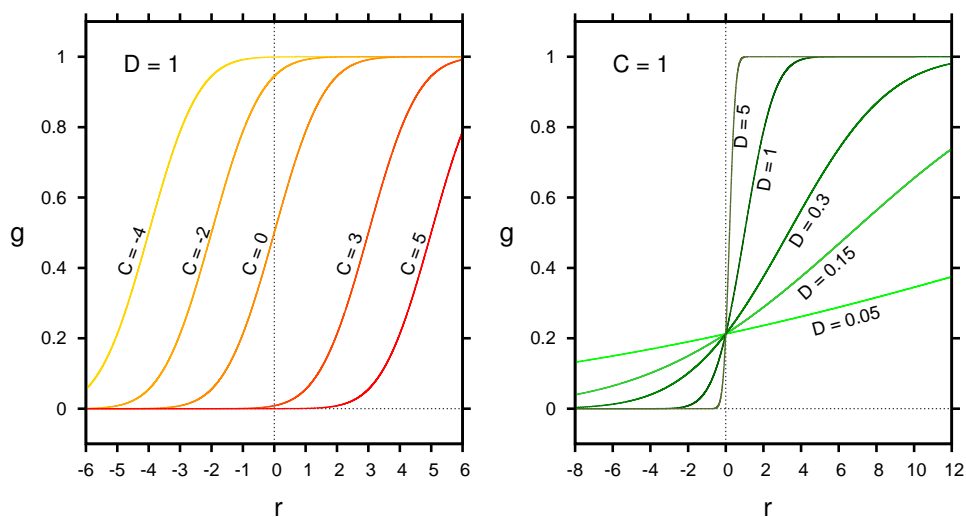 D = 1
1
0.8
0.6
0.4
0.2
0
g
C = -4
C = -2
C = 0
C = 3
C = 5
-6 -5 -4 -3 -2 -1 0 1 2 3 4 5 6
r
C = 1
1
0.8
0.6
0.4
0.2
0
g
D = 5
D = 1
D = 0.3
D = 0.15
D = 0.05
-8 -6 -4 -2 0 2 4 6 8 10 12
r